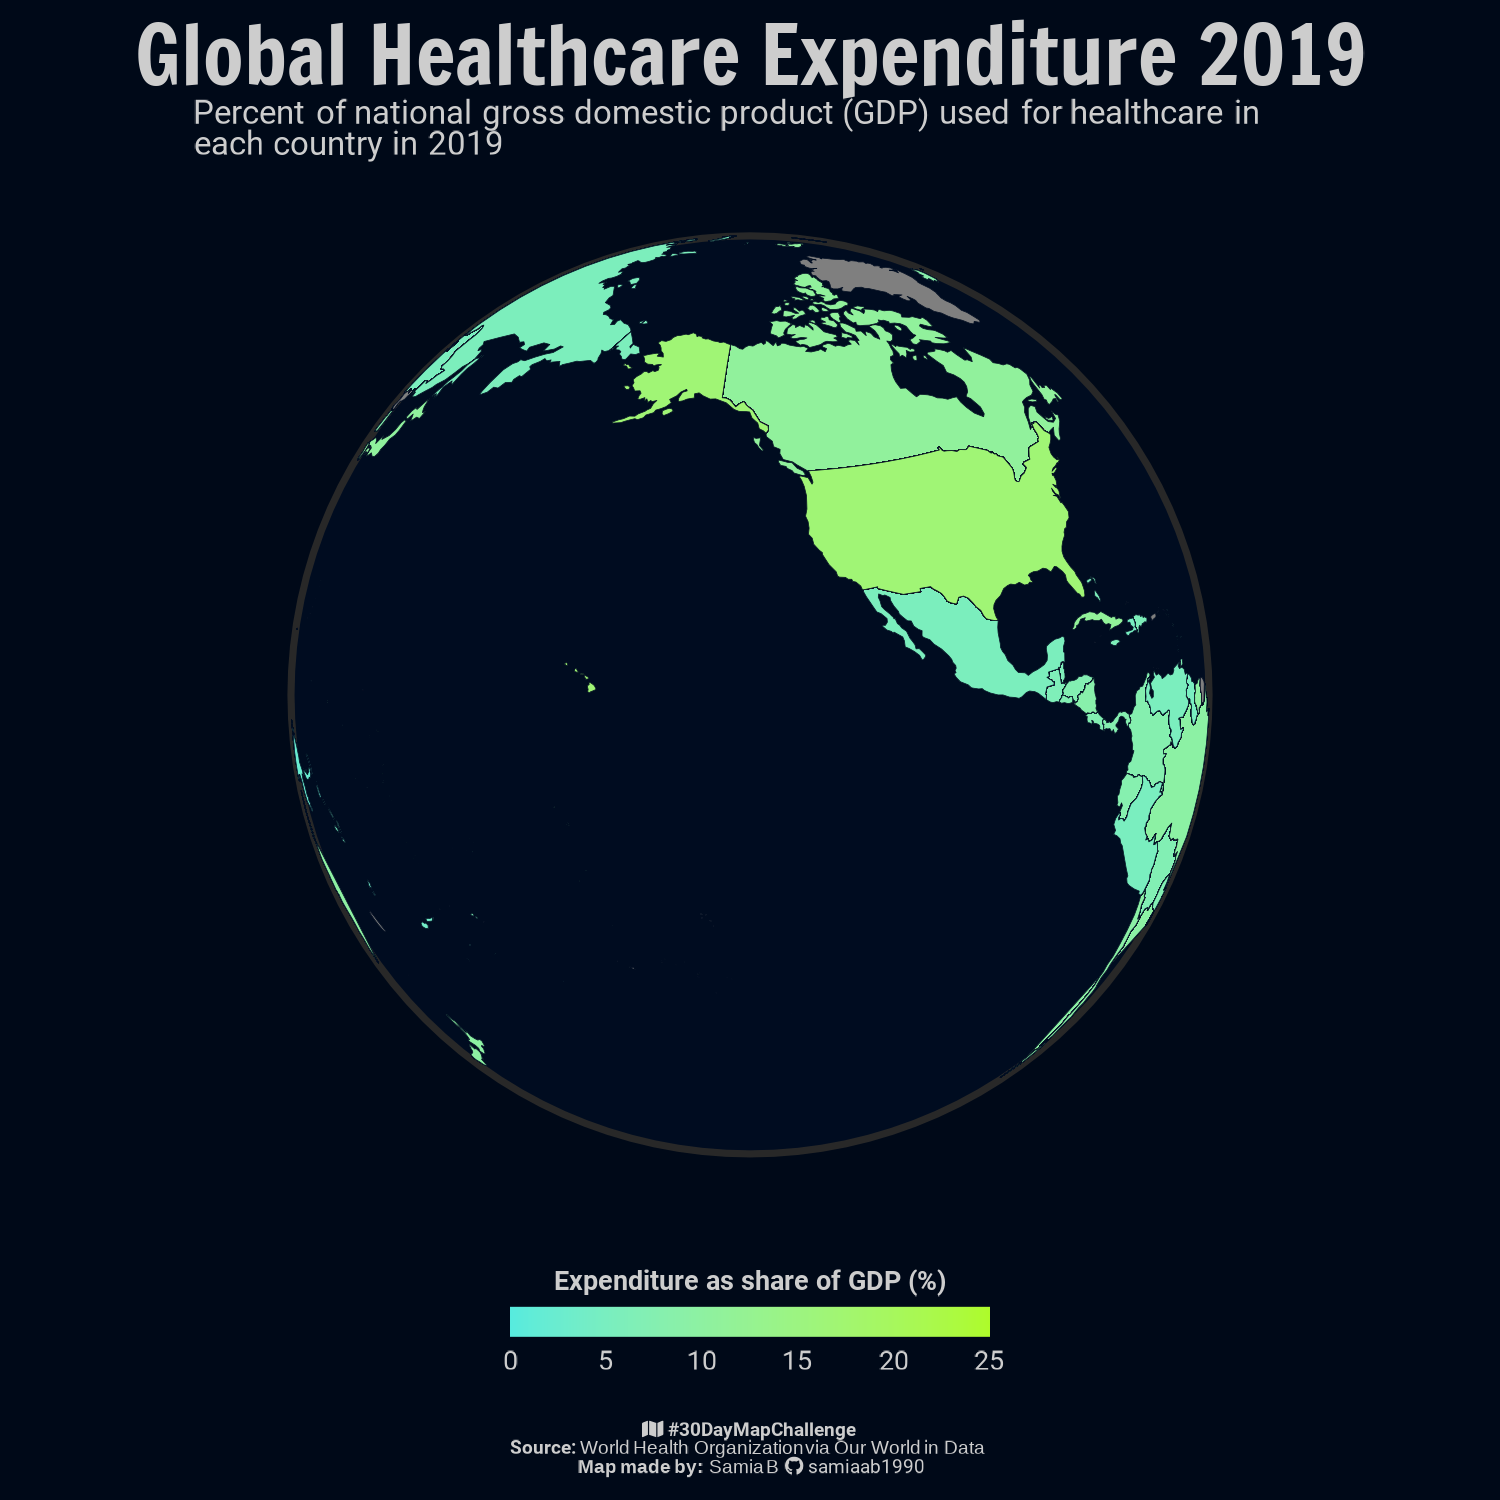 Global Healthcare Expenditure 2019
Percent of national gross domestic product (GDP) used for healthcare in
each country in 2019
Expenditure as share of GDP (%)
0 5 10 15 20 25
#30DayMapChallenge
Source: World Health Organization via Our World in Data
Map made by: Samia B samiaab1990